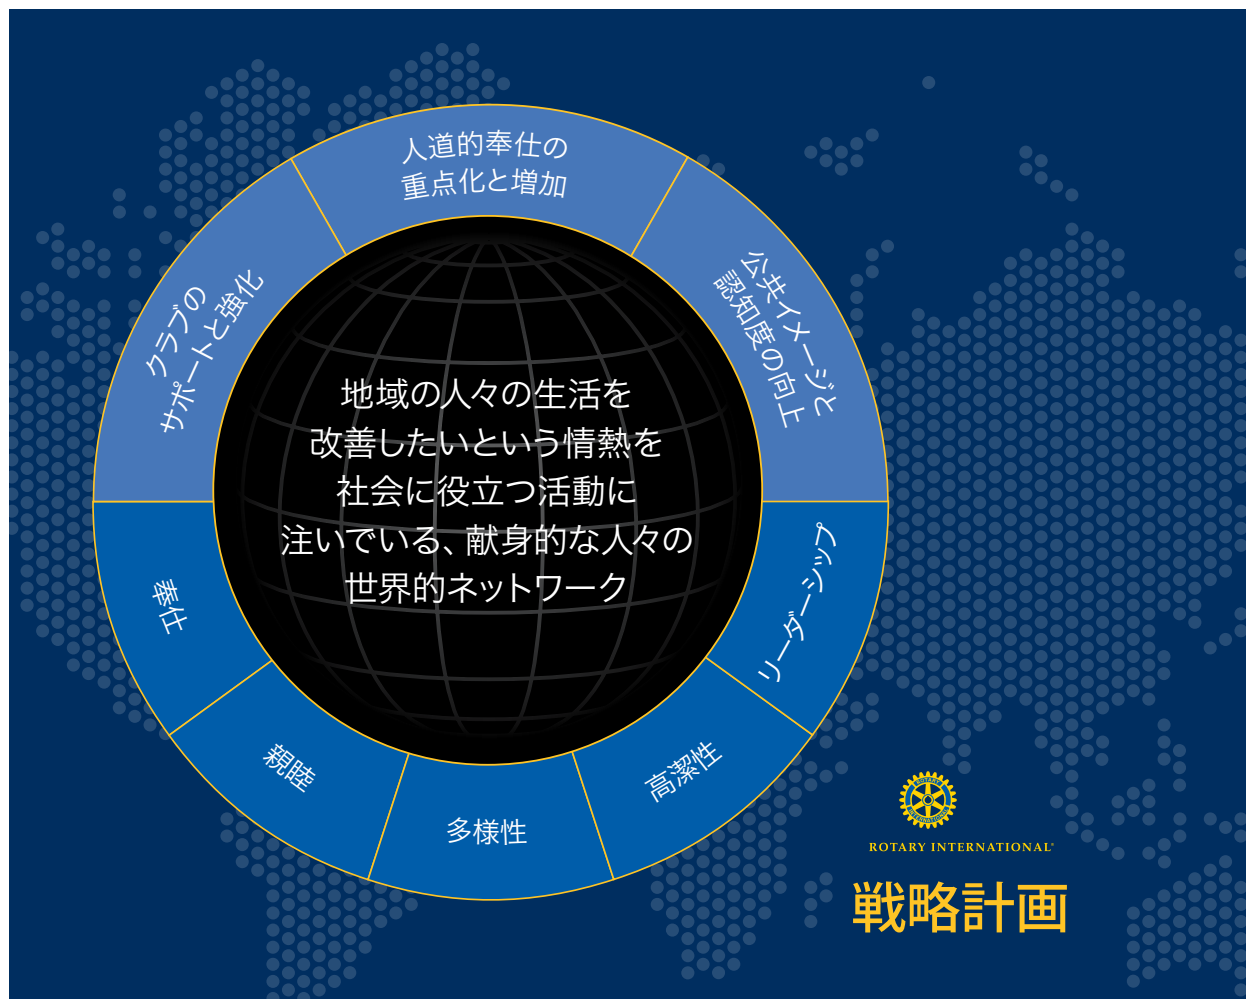 人道的奉仕の
重点化と増加
クラブの
サポートと強化
公共イメージと
認知度の向上
地域の人々の生活を
改善したいという情熱を
社会に役立つ活動に
注いでいる、献身的な人々の
世界的ネットワーク
奉仕
親睦
多様性
高潔性
リーダーシップ
ROTARY
INTERNATIONAL
ROTARY INTERNATIONAL®
戦略計画